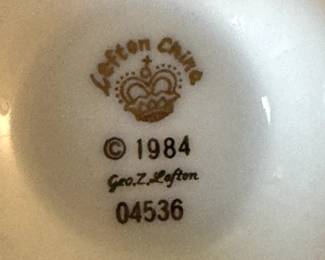 Lefton China
© 1984
Geo. Z. Lefton
04536